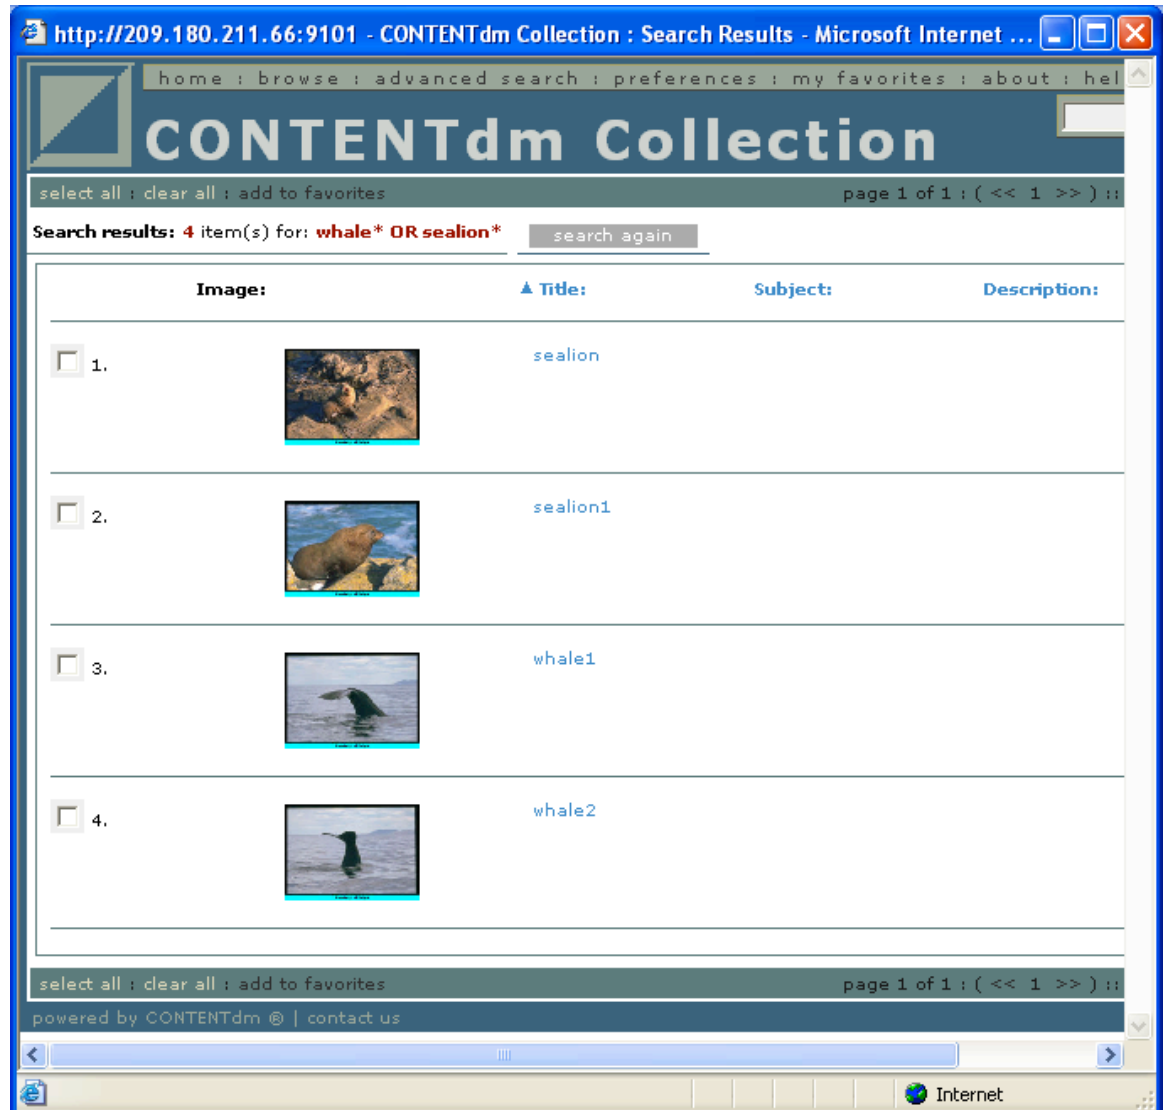 http://209.180.211.66:9101 - CONTENTdm Collection : Search Results - Microsoft Internet ...
home : browse : advanced search : preferences : my favorites : about : hel
CONTENTdm Collection
select all : clear all : add to favorites page 1 of 1 : ( << 1 >> ) ::
Search results: 4 item(s) for: whale* OR sealion* search again
Image: Title: Subject: Description:
1. sealion
2. sealion1
3. whale1
4. whale2
select all : clear all : add to favorites page 1 of 1 : ( << 1 >> ) ::
powered by CONTENTdm ® | contact us
Internet